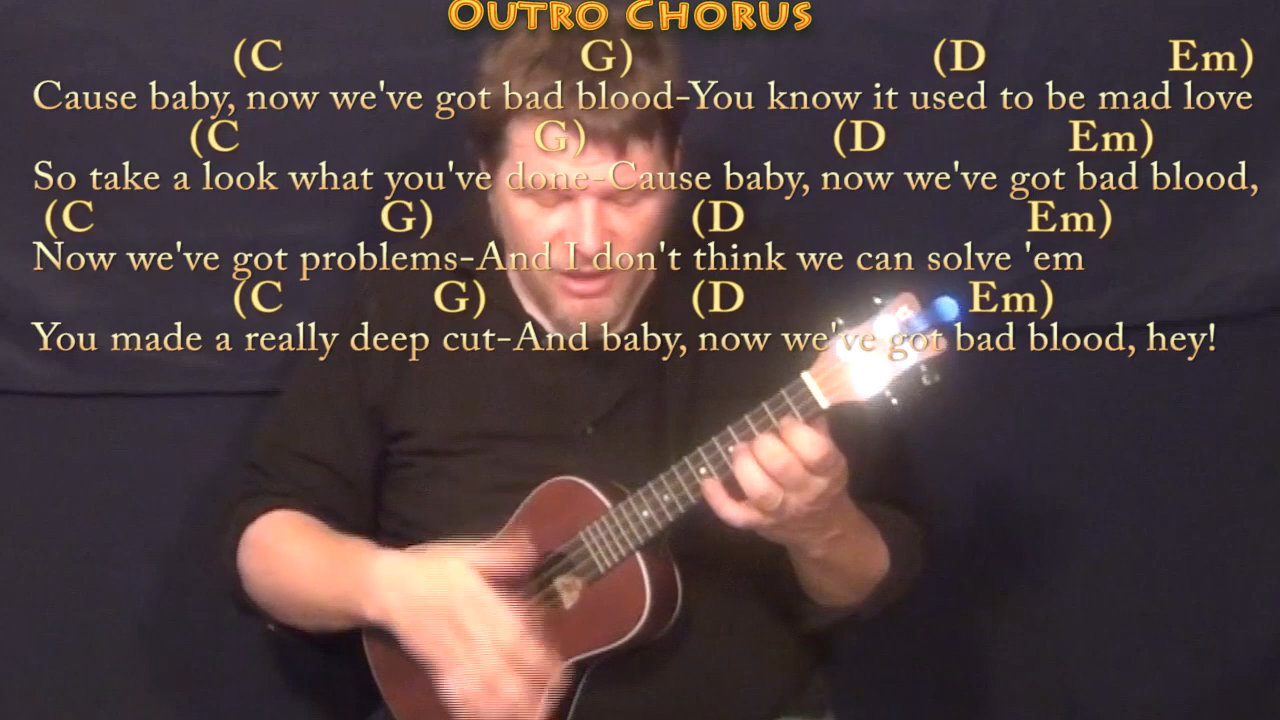 OUTRO CHORUS
(C G) (D Em)
Cause baby, now we've got bad blood-You know it used to be mad love
(C G) (D Em)
So take a look what you've done-Cause baby, now we've got bad blood,
(C G) (D Em)
Now we've got problems-And I don't think we can solve 'em
(C G) (D Em)
You made a really deep cut-And baby, now we've got bad blood, hey!